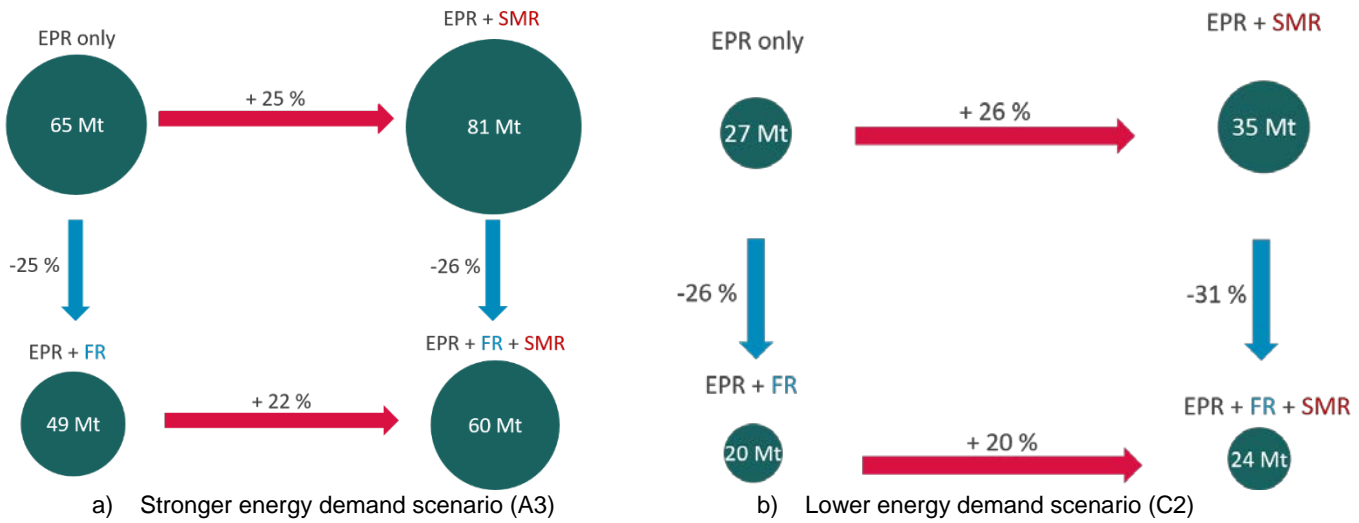 EPR only
EPR + SMR
65 Mt
+ 25 %
81 Mt
-25 %
-26 %
EPR + FR
EPR + FR + SMR
49 Mt
+ 22 %
60 Mt
a) Stronger energy demand scenario (A3)
EPR only
EPR + SMR
27 Mt
+ 26 %
35 Mt
-26 %
-31 %
EPR + FR
EPR + FR + SMR
20 Mt
+ 20 %
24 Mt
b) Lower energy demand scenario (C2)